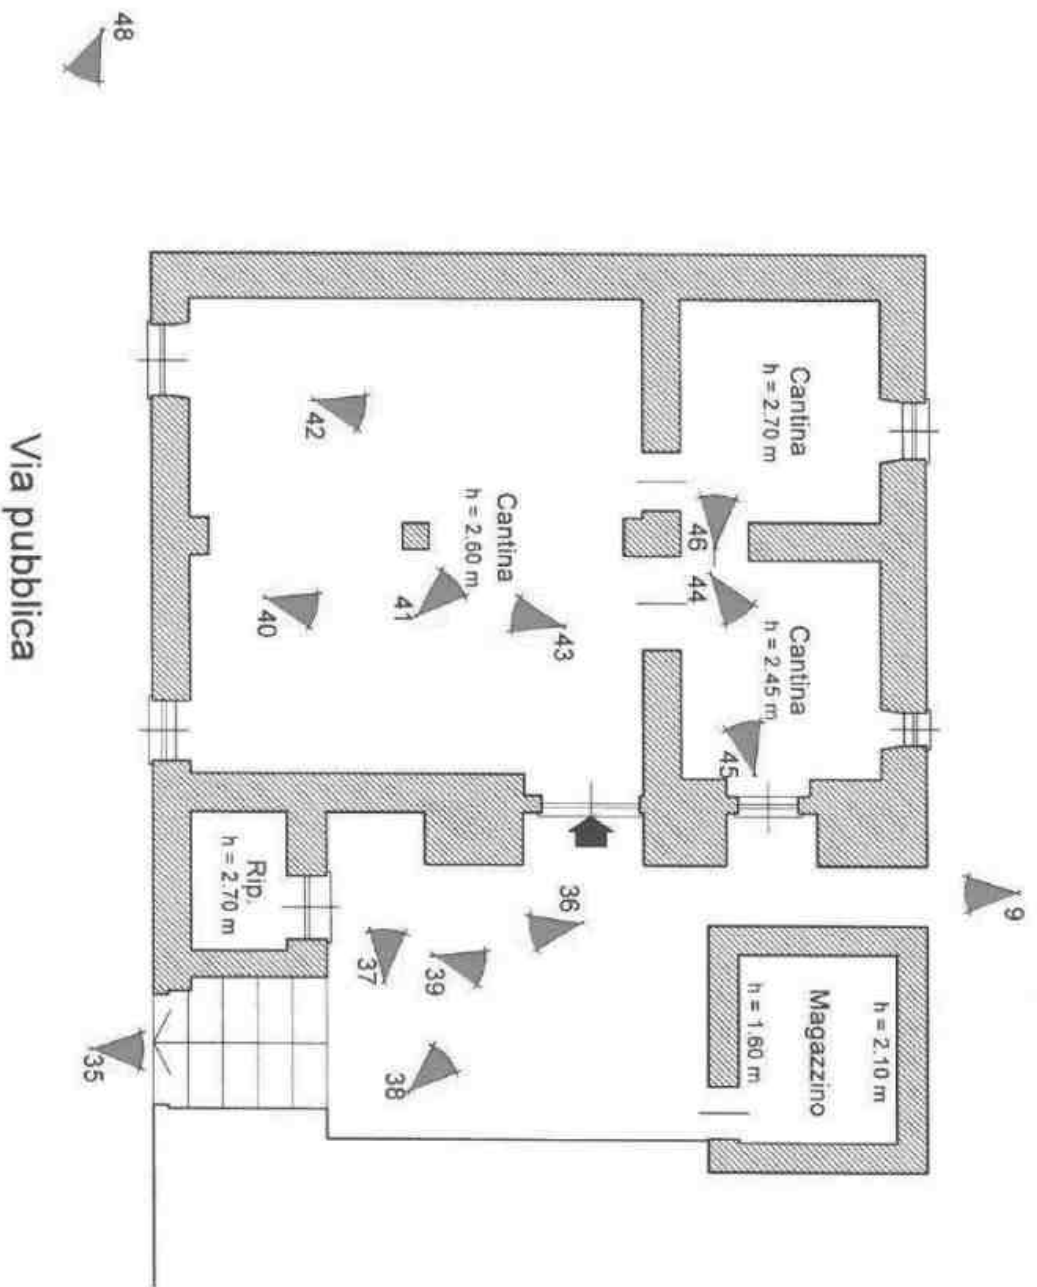 9
h = 2.10 m
Magazzino
h = 1.60 m
Cantina
h = 2.70 m
Cantina
h = 2.45 m
46
44
45
43
36
Cantina
h = 2.60 m
42
41
40
39
37
38
Rip.
h = 2.70 m
48
35
Via pubblica